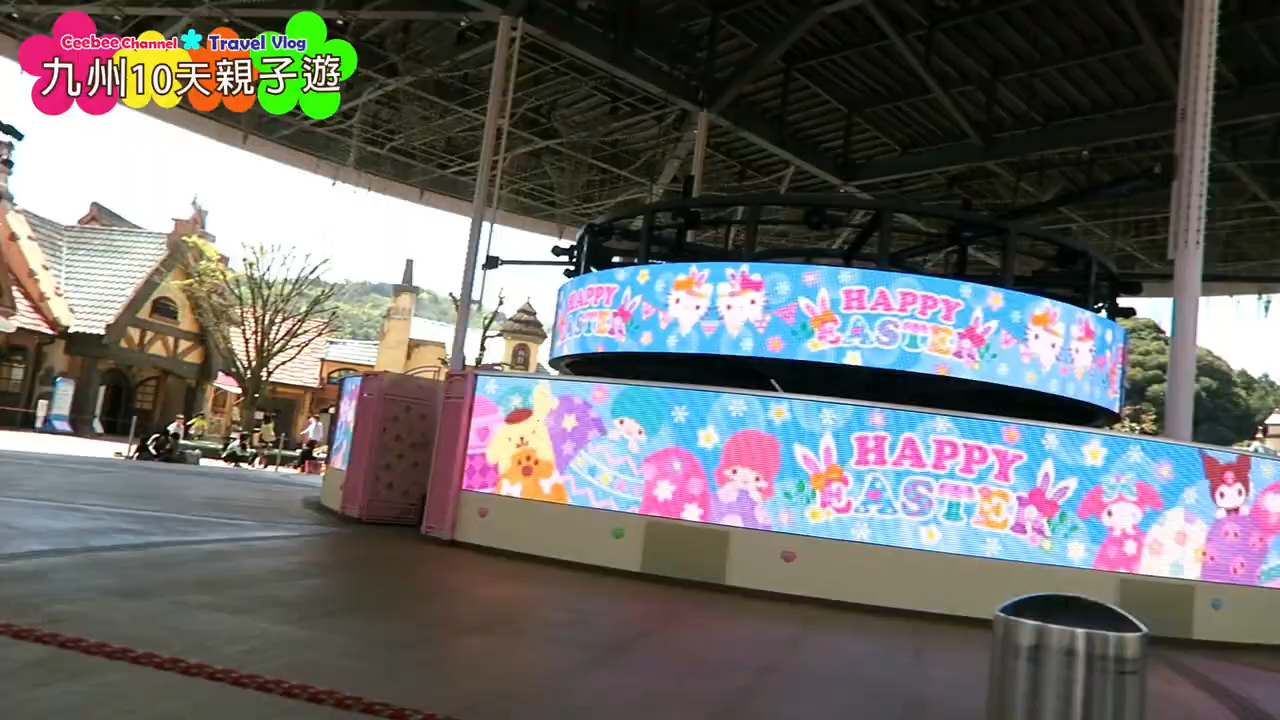 Ceebee Channel Travel Vlog
九州10天親子遊
HAPPY
EASTER
HAPPY
EASTER
HAPPY
EASTER